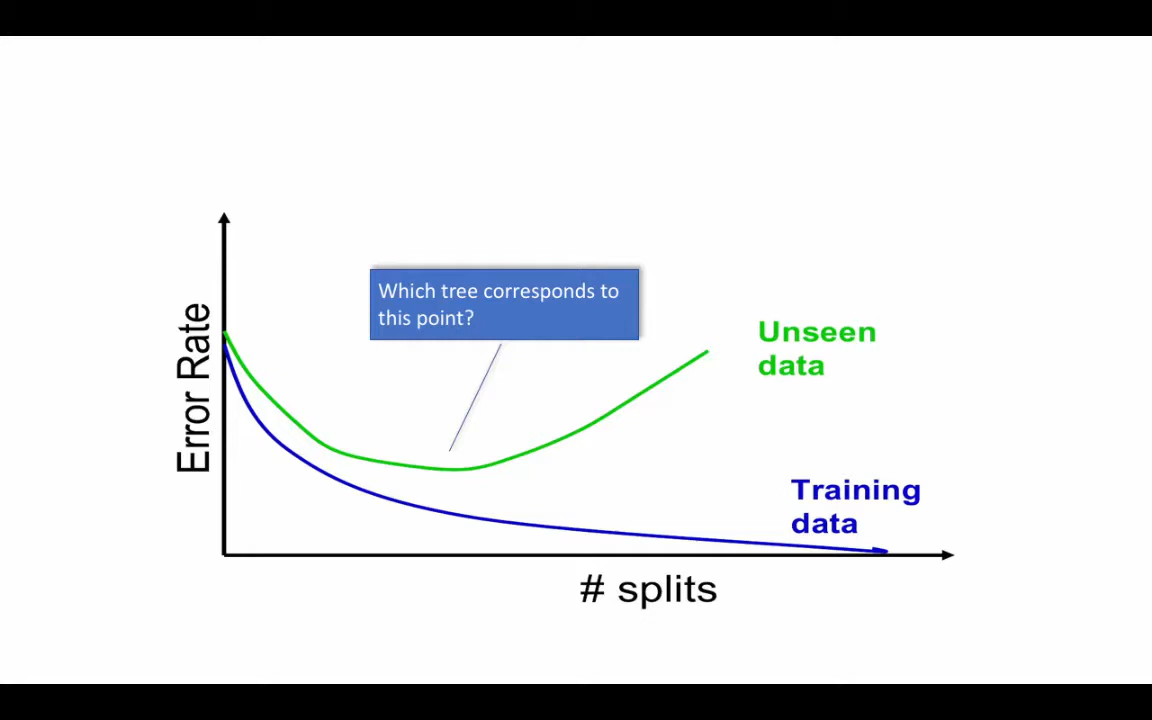 Which tree corresponds to
this point?
Error Rate
Unseen
data
Training
data
# splits